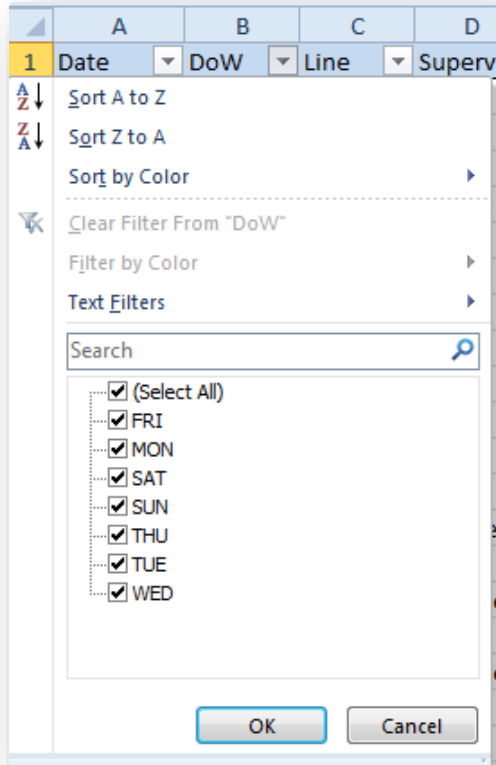 A B C D
1 Date DoW Line Superv
Sort A to Z
Sort Z to A
Sort by Color
Clear Filter From "DoW"
Filter by Color
Text Filters
Search
(Select All)
FRI
MON
SAT
SUN
THU
TUE
WED
OK Cancel